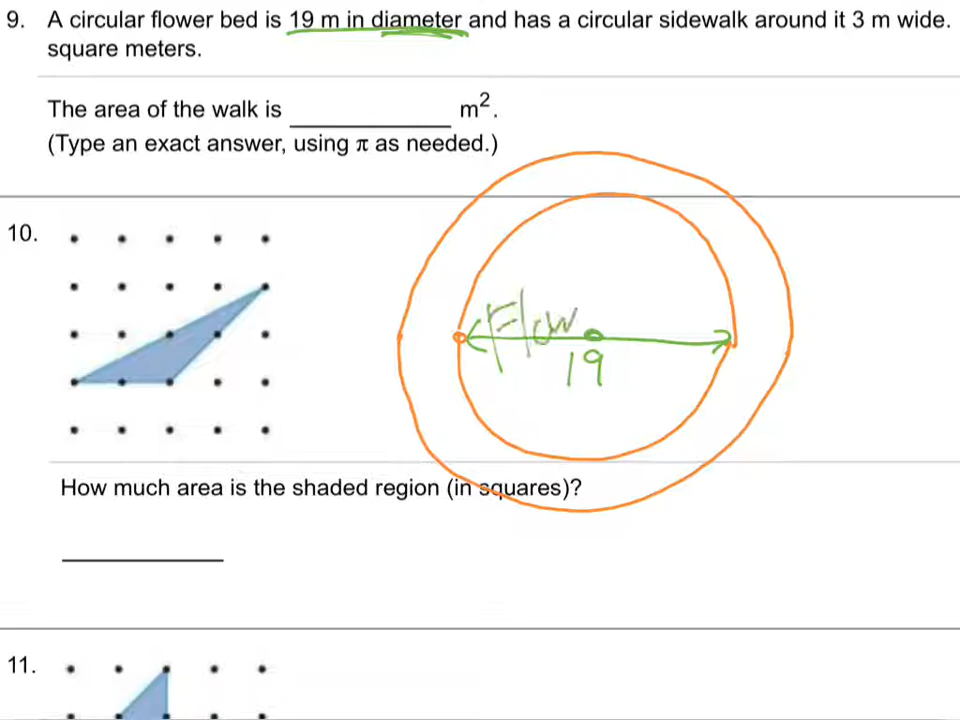 9. A circular flower bed is 19 m in diameter and has a circular sidewalk around it 3 m wide.
square meters.
The area of the walk is ____________ m².
(Type an exact answer, using π as needed.)
10.
Flow
19
How much area is the shaded region (in squares)?
11.